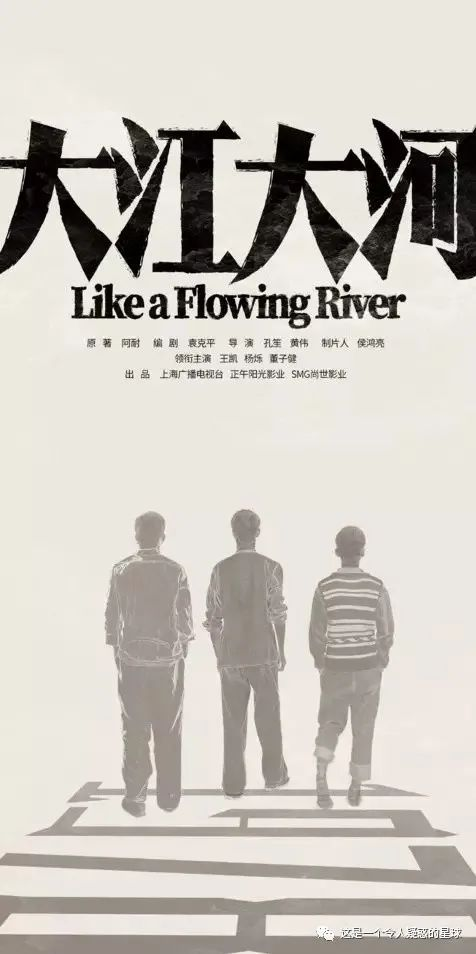 大江大河
Like a Flowing River
原 著 阿耐 编 剧 袁克平 导 演 孔笙 黄伟 制片人 侯鸿亮
领衔主演 王凯 杨烁 董子健
出 品 上海广播电视台 正午阳光影业 SMG尚世影业
这是一个令人疑惑的星球